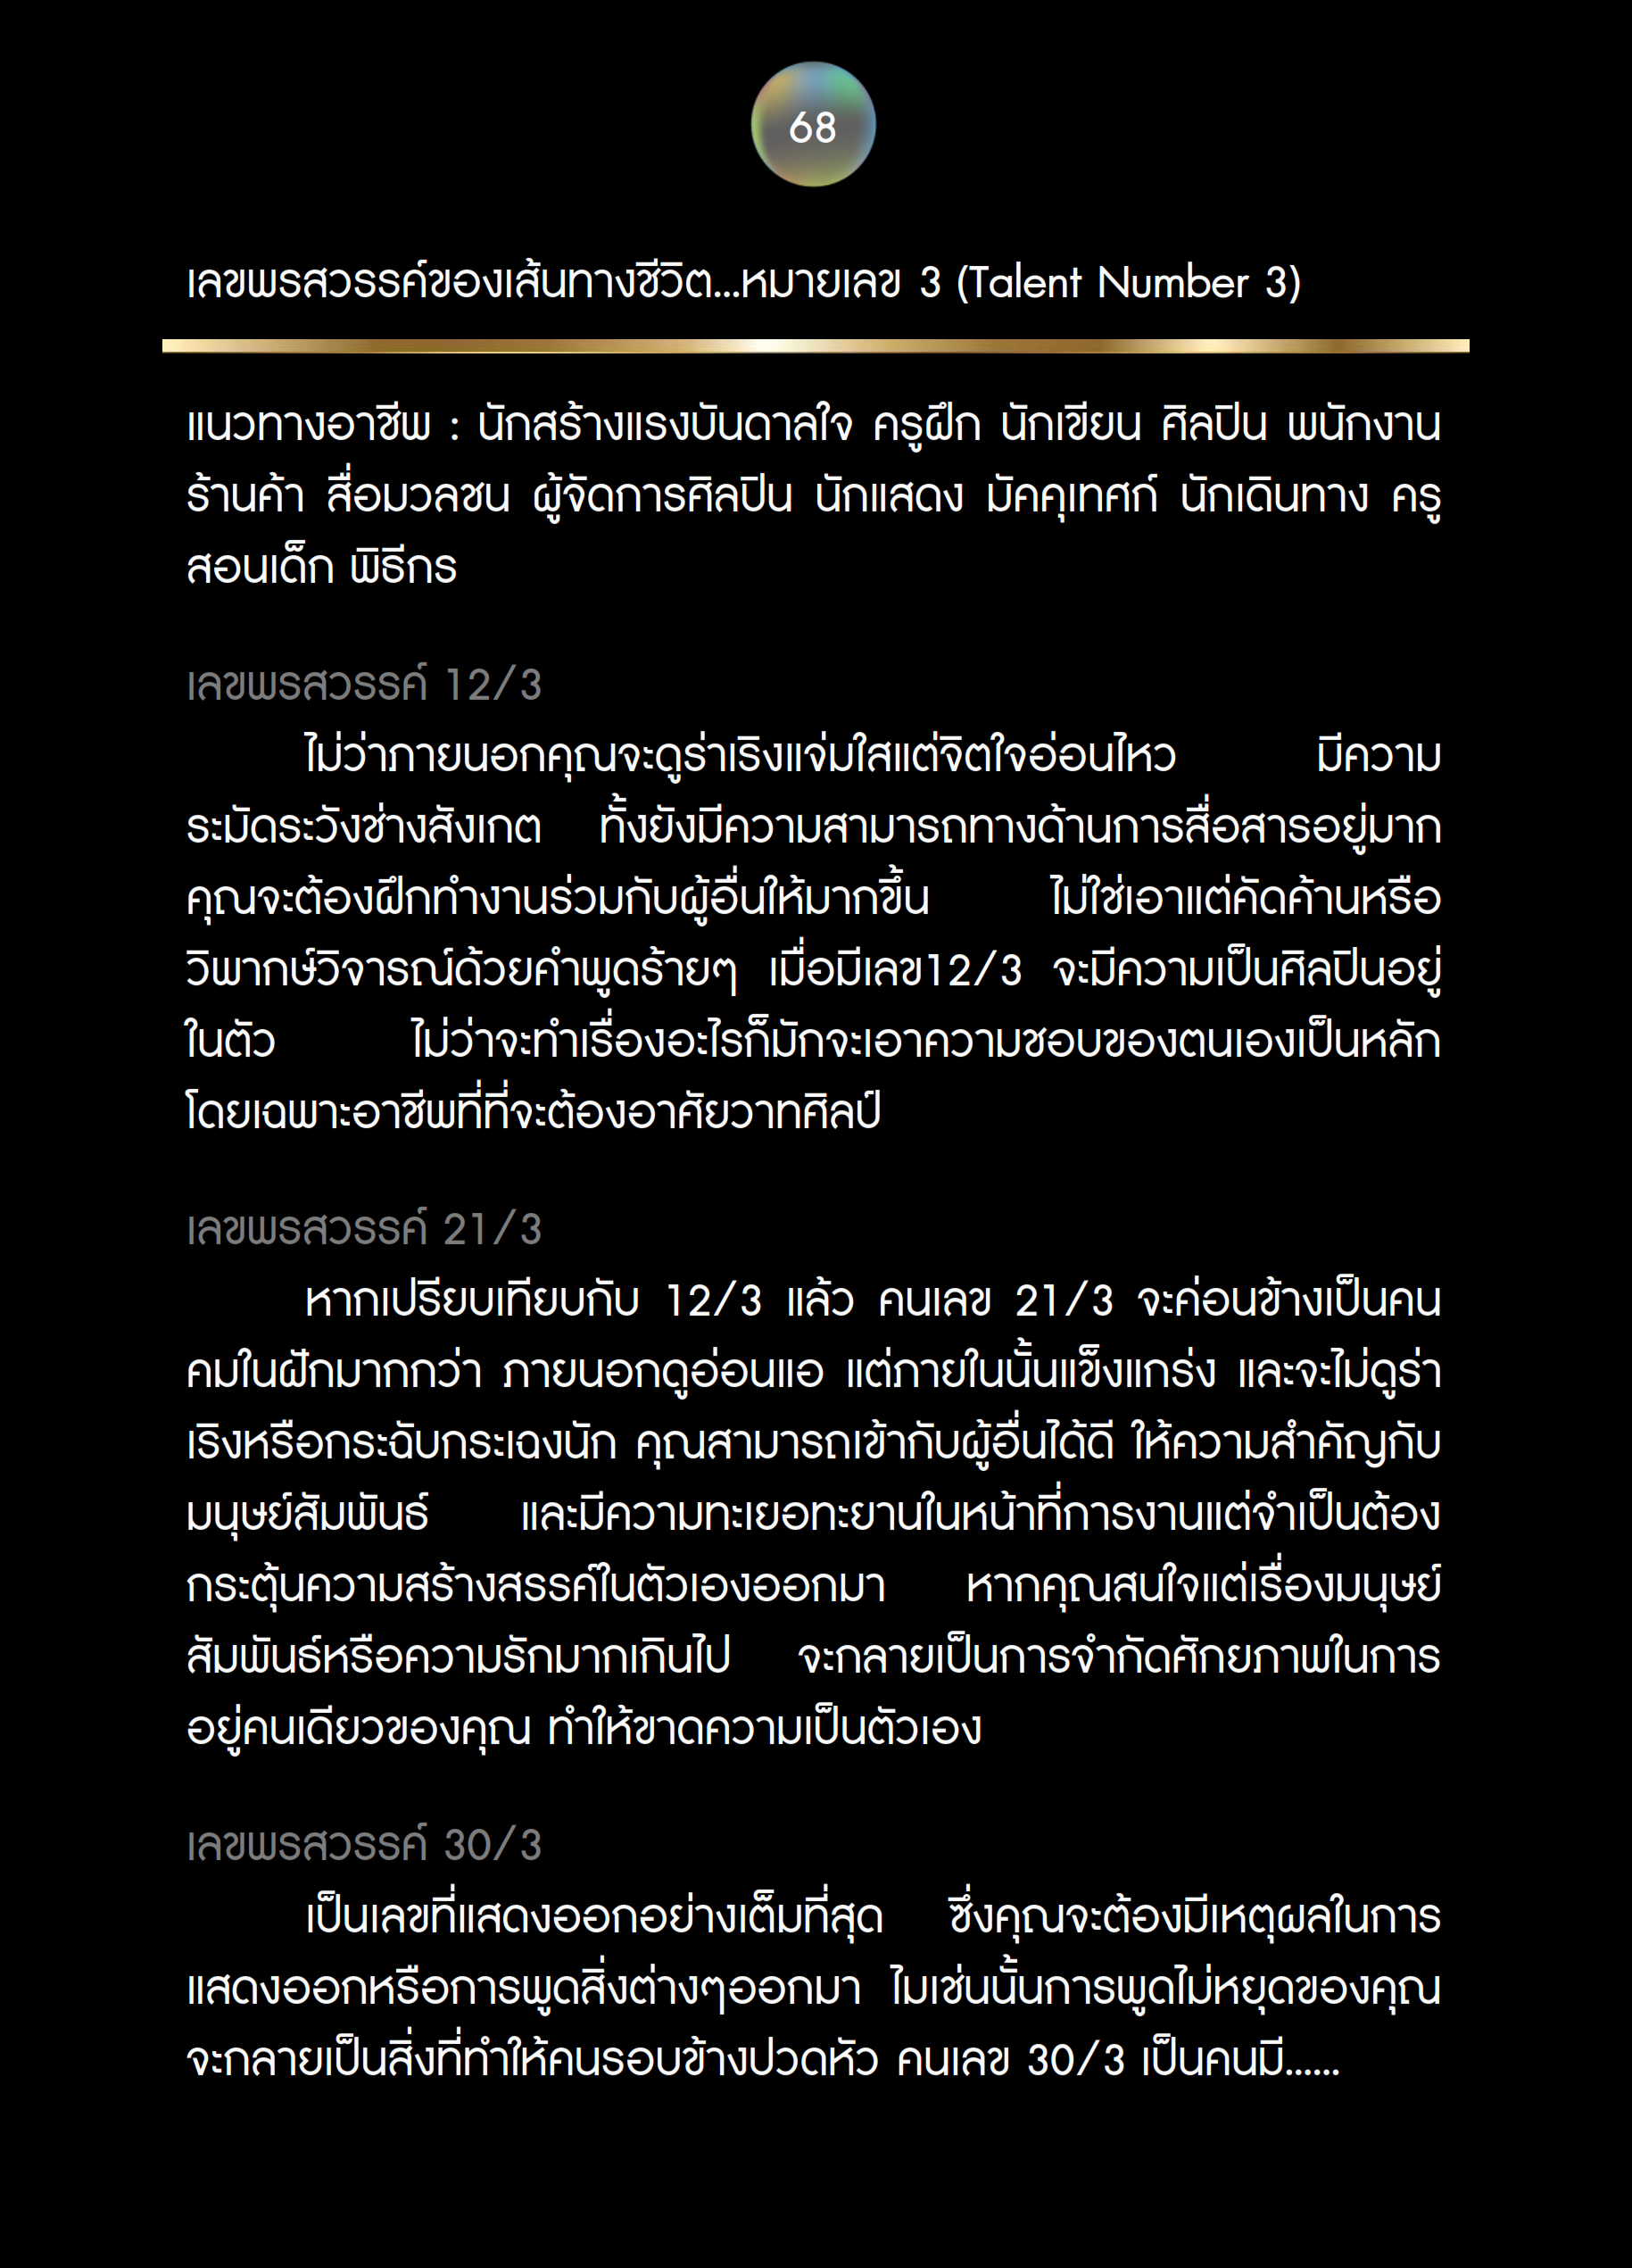 68
เลขพรสวรรค์ของเส้นทางชีวิต...หมายเลข 3 (Talent Number 3)
แนวทางอาชีพ : นักสร้างแรงบันดาลใจ ครูฝึก นักเขียน ศิลปิน พนักงาน
ร้านค้า สื่อมวลชน ผู้จัดการศิลปิน นักแสดง มัคคุเทศก์ นักเดินทาง ครู
สอนเด็ก พิธีกร
เลขพรสวรรค์ 12/3
ไม่ว่าภายนอกคุณจะดูร่าเริงแจ่มใสแต่จิตใจอ่อนไหว มีความ
ระมัดระวังช่างสังเกต ทั้งยังมีความสามารถทางด้านการสื่อสารอยู่มาก
คุณจะต้องฝึกทำงานร่วมกับผู้อื่นให้มากขึ้น ไม่ใช่เอาแต่คัดค้านหรือ
วิพากษ์วิจารณ์ด้วยคำพูดร้ายๆ เมื่อมีเลข12/3 จะมีความเป็นศิลปินอยู่
ในตัว ไม่ว่าจะทำเรื่องอะไรก็มักจะเอาความชอบของตนเองเป็นหลัก
โดยเฉพาะอาชีพที่ที่จะต้องอาศัยวาทศิลป์
เลขพรสวรรค์ 21/3
หากเปรียบเทียบกับ 12/3 แล้ว คนเลข 21/3 จะค่อนข้างเป็นคน
คมในฝักมากกว่า ภายนอกดูอ่อนแอ แต่ภายในนั้นแข็งแกร่ง และจะไม่ดูร่า
เริงหรือกระฉับกระเฉงนัก คุณสามารถเข้ากับผู้อื่นได้ดี ให้ความสำคัญกับ
มนุษย์สัมพันธ์ และมีความทะเยอทะยานในหน้าที่การงานแต่จำเป็นต้อง
กระตุ้นความสร้างสรรค์ในตัวเองออกมา หากคุณสนใจแต่เรื่องมนุษย์
สัมพันธ์หรือความรักมากเกินไป จะกลายเป็นการจำกัดศักยภาพในการ
อยู่คนเดียวของคุณ ทำให้ขาดความเป็นตัวเอง
เลขพรสวรรค์ 30/3
เป็นเลขที่แสดงออกอย่างเต็มที่สุด ซึ่งคุณจะต้องมีเหตุผลในการ
แสดงออกหรือการพูดสิ่งต่างๆออกมา ไมเช่นนั้นการพูดไม่หยุดของคุณ
จะกลายเป็นสิ่งที่ทำให้คนรอบข้างปวดหัว คนเลข 30/3 เป็นคนมี......